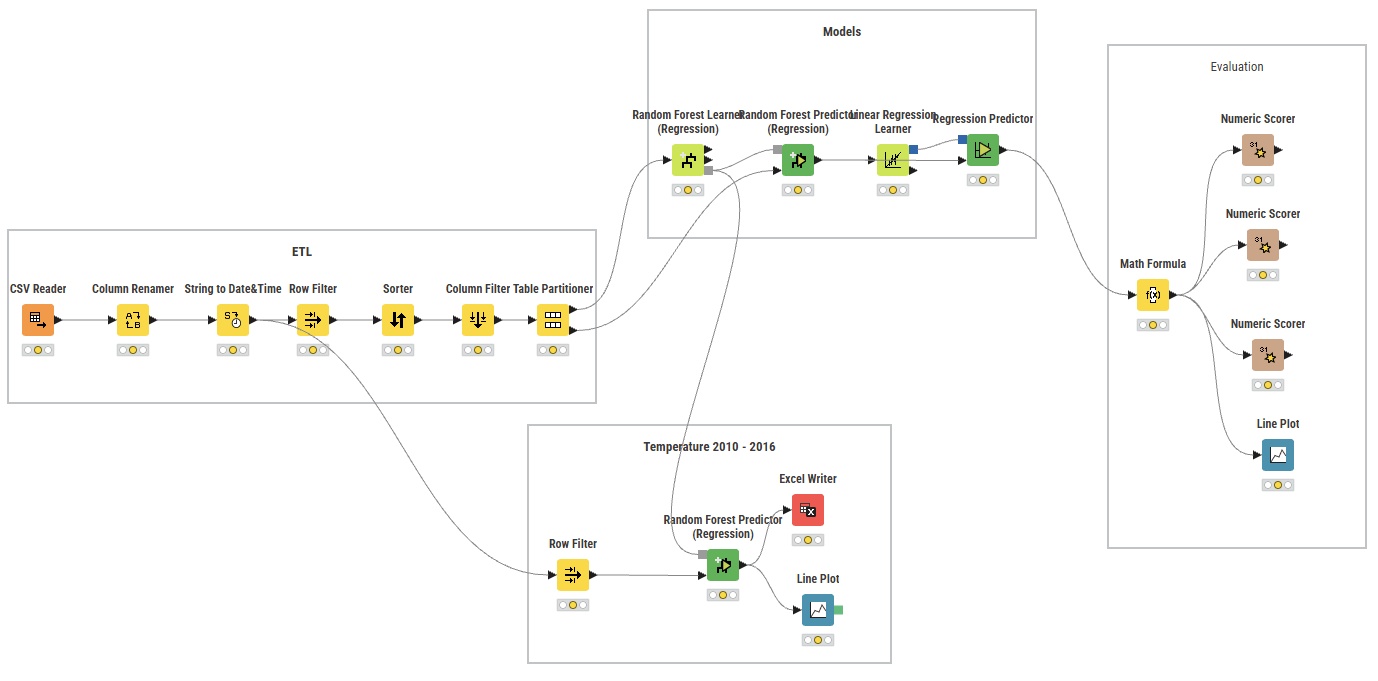 Models
Random Forest Learner
(Regression)
Random Forest Predictor
(Regression)
Linear Regression
Learner
Regression Predictor
Evaluation
Numeric Scorer
Numeric Scorer
Math Formula
Numeric Scorer
Line Plot
ETL
CSV Reader
Column Renamer
String to Date&Time
Row Filter
Sorter
Column Filter
Table Partitioner
Temperature 2010 - 2016
Excel Writer
Random Forest Predictor
(Regression)
Row Filter
Line Plot